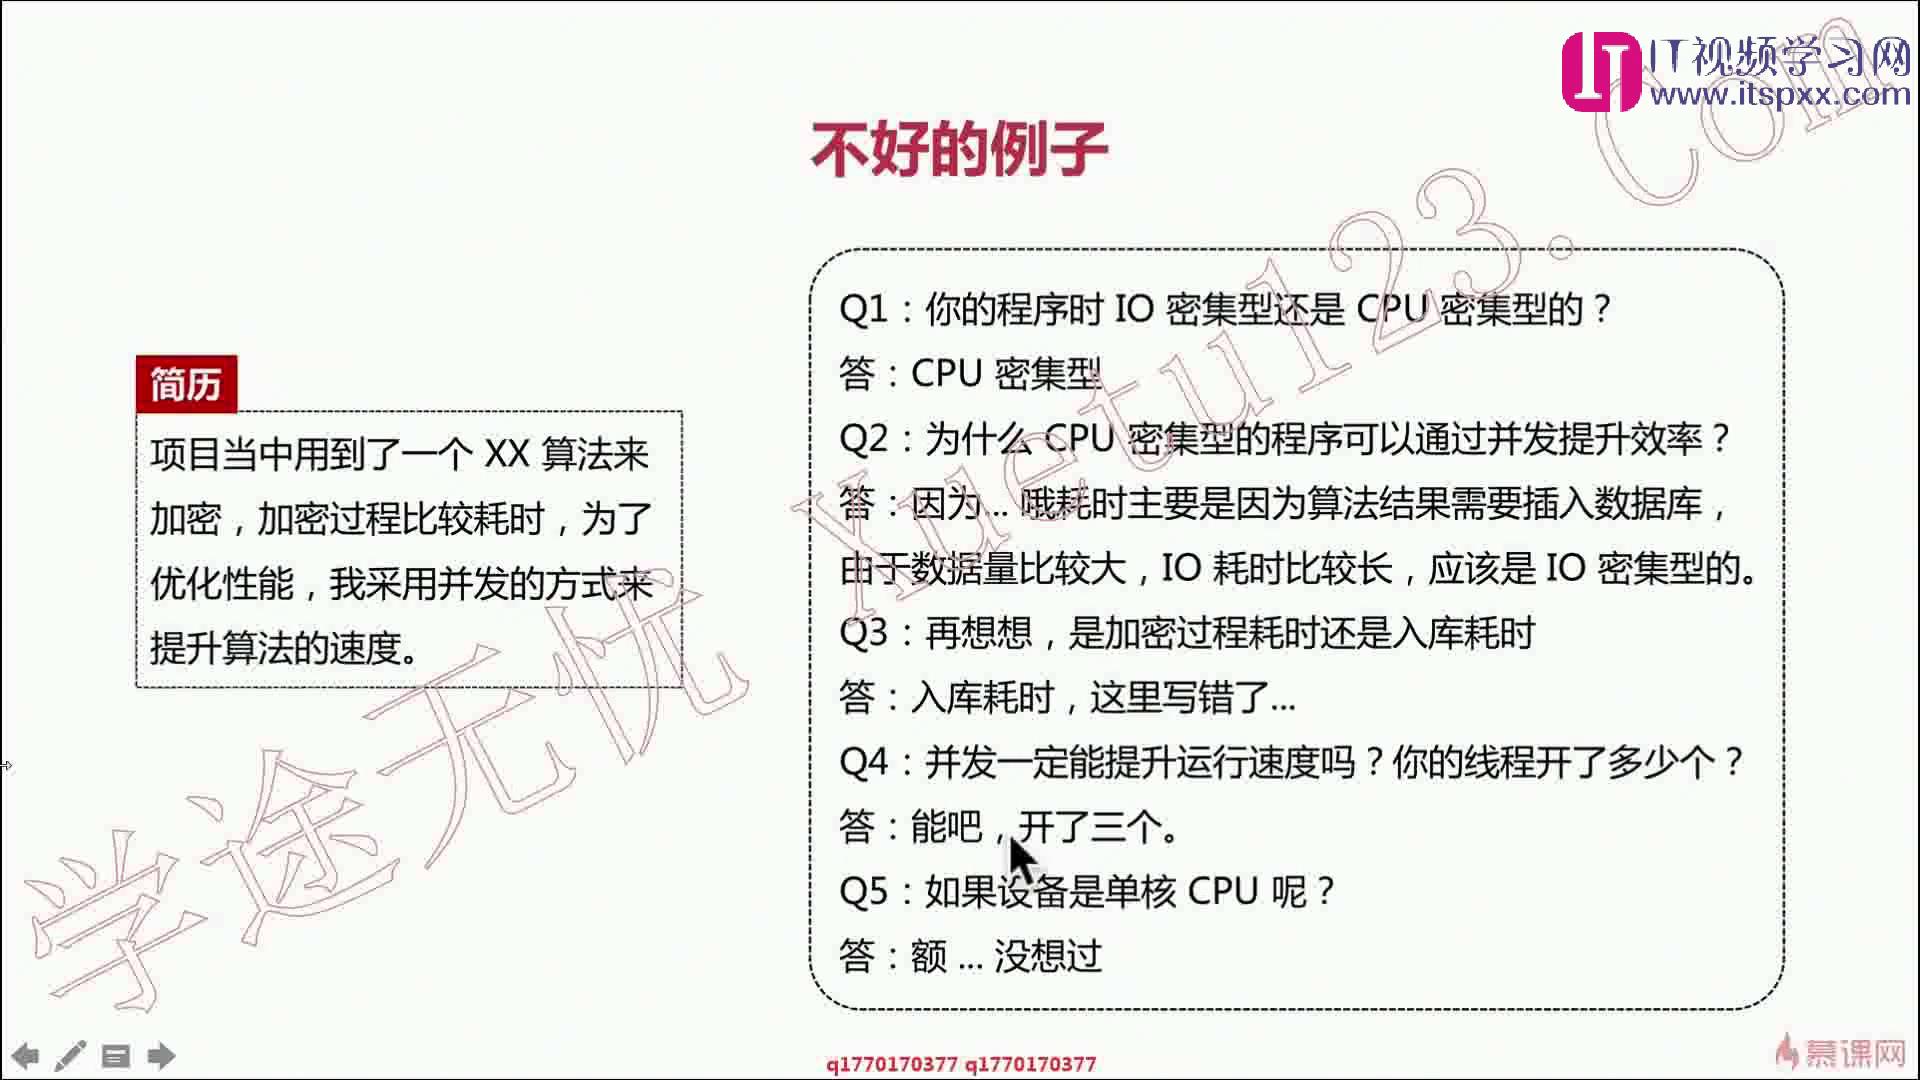 IT视频学习网
www.itspxx.com
不好的例子
简历
项目当中用到了一个 XX 算法来
加密，加密过程比较耗时，为了
优化性能，我采用并发的方式来
提升算法的速度。
Q1：你的程序时 IO 密集型还是 CPU 密集型的？
答：CPU 密集型
Q2：为什么 CPU 密集型的程序可以通过并发提升效率？
答：因为... 哦耗时主要是因为算法结果需要插入数据库，
由于数据量比较大，IO 耗时比较长，应该是 IO 密集型的。
Q3：再想想，是加密过程耗时还是入库耗时
答：入库耗时，这里写错了...
Q4：并发一定能提升运行速度吗？你的线程开了多少个？
答：能吧，开了三个。
Q5：如果设备是单核 CPU 呢？
答：额 ... 没想过
学途无忧 Xuetu123.Com
q1770170377 q1770170377
慕课网